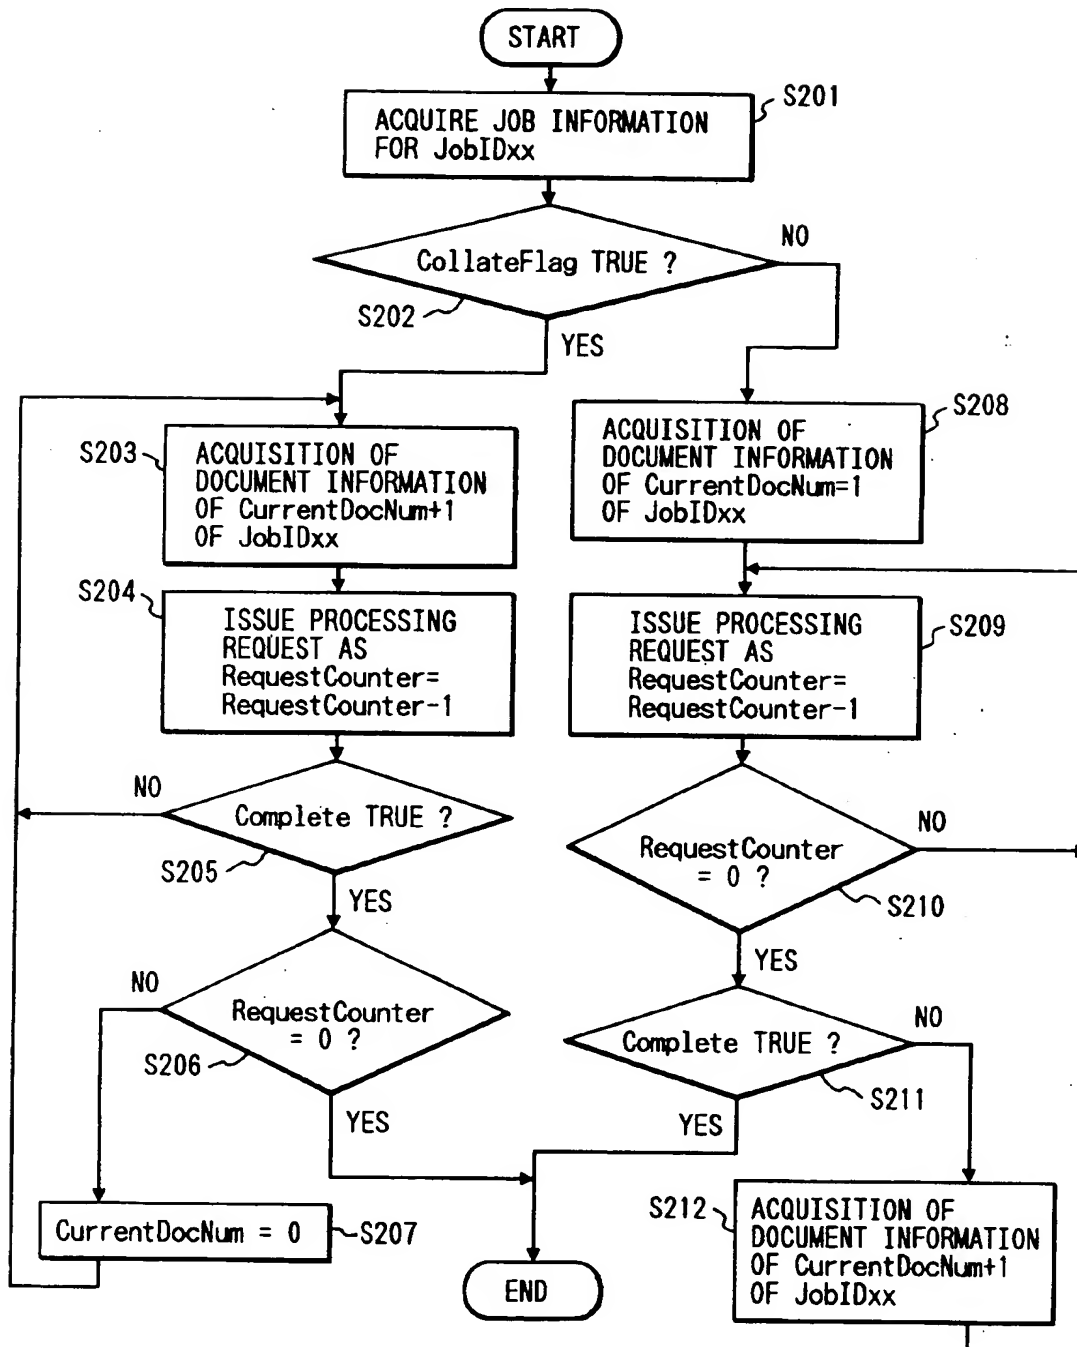 START
S201
ACQUIRE JOB INFORMATION
FOR JobIDxx
CollateFlag TRUE ?
NO
S202
YES
S203
ACQUISITION OF
DOCUMENT INFORMATION
OF CurrentDocNum+1
OF JobIDxx
S208
ACQUISITION OF
DOCUMENT INFORMATION
OF CurrentDocNum=1
OF JobIDxx
S204
ISSUE PROCESSING
REQUEST AS
RequestCounter=
RequestCounter-1
S209
ISSUE PROCESSING
REQUEST AS
RequestCounter=
RequestCounter-1
NO
Complete TRUE ?
S205
YES
RequestCounter
= 0 ?
NO
S210
YES
NO
RequestCounter
= 0 ?
S206
YES
Complete TRUE ?
NO
S211
YES
CurrentDocNum = 0
S207
END
S212
ACQUISITION OF
DOCUMENT INFORMATION
OF CurrentDocNum+1
OF JobIDxx